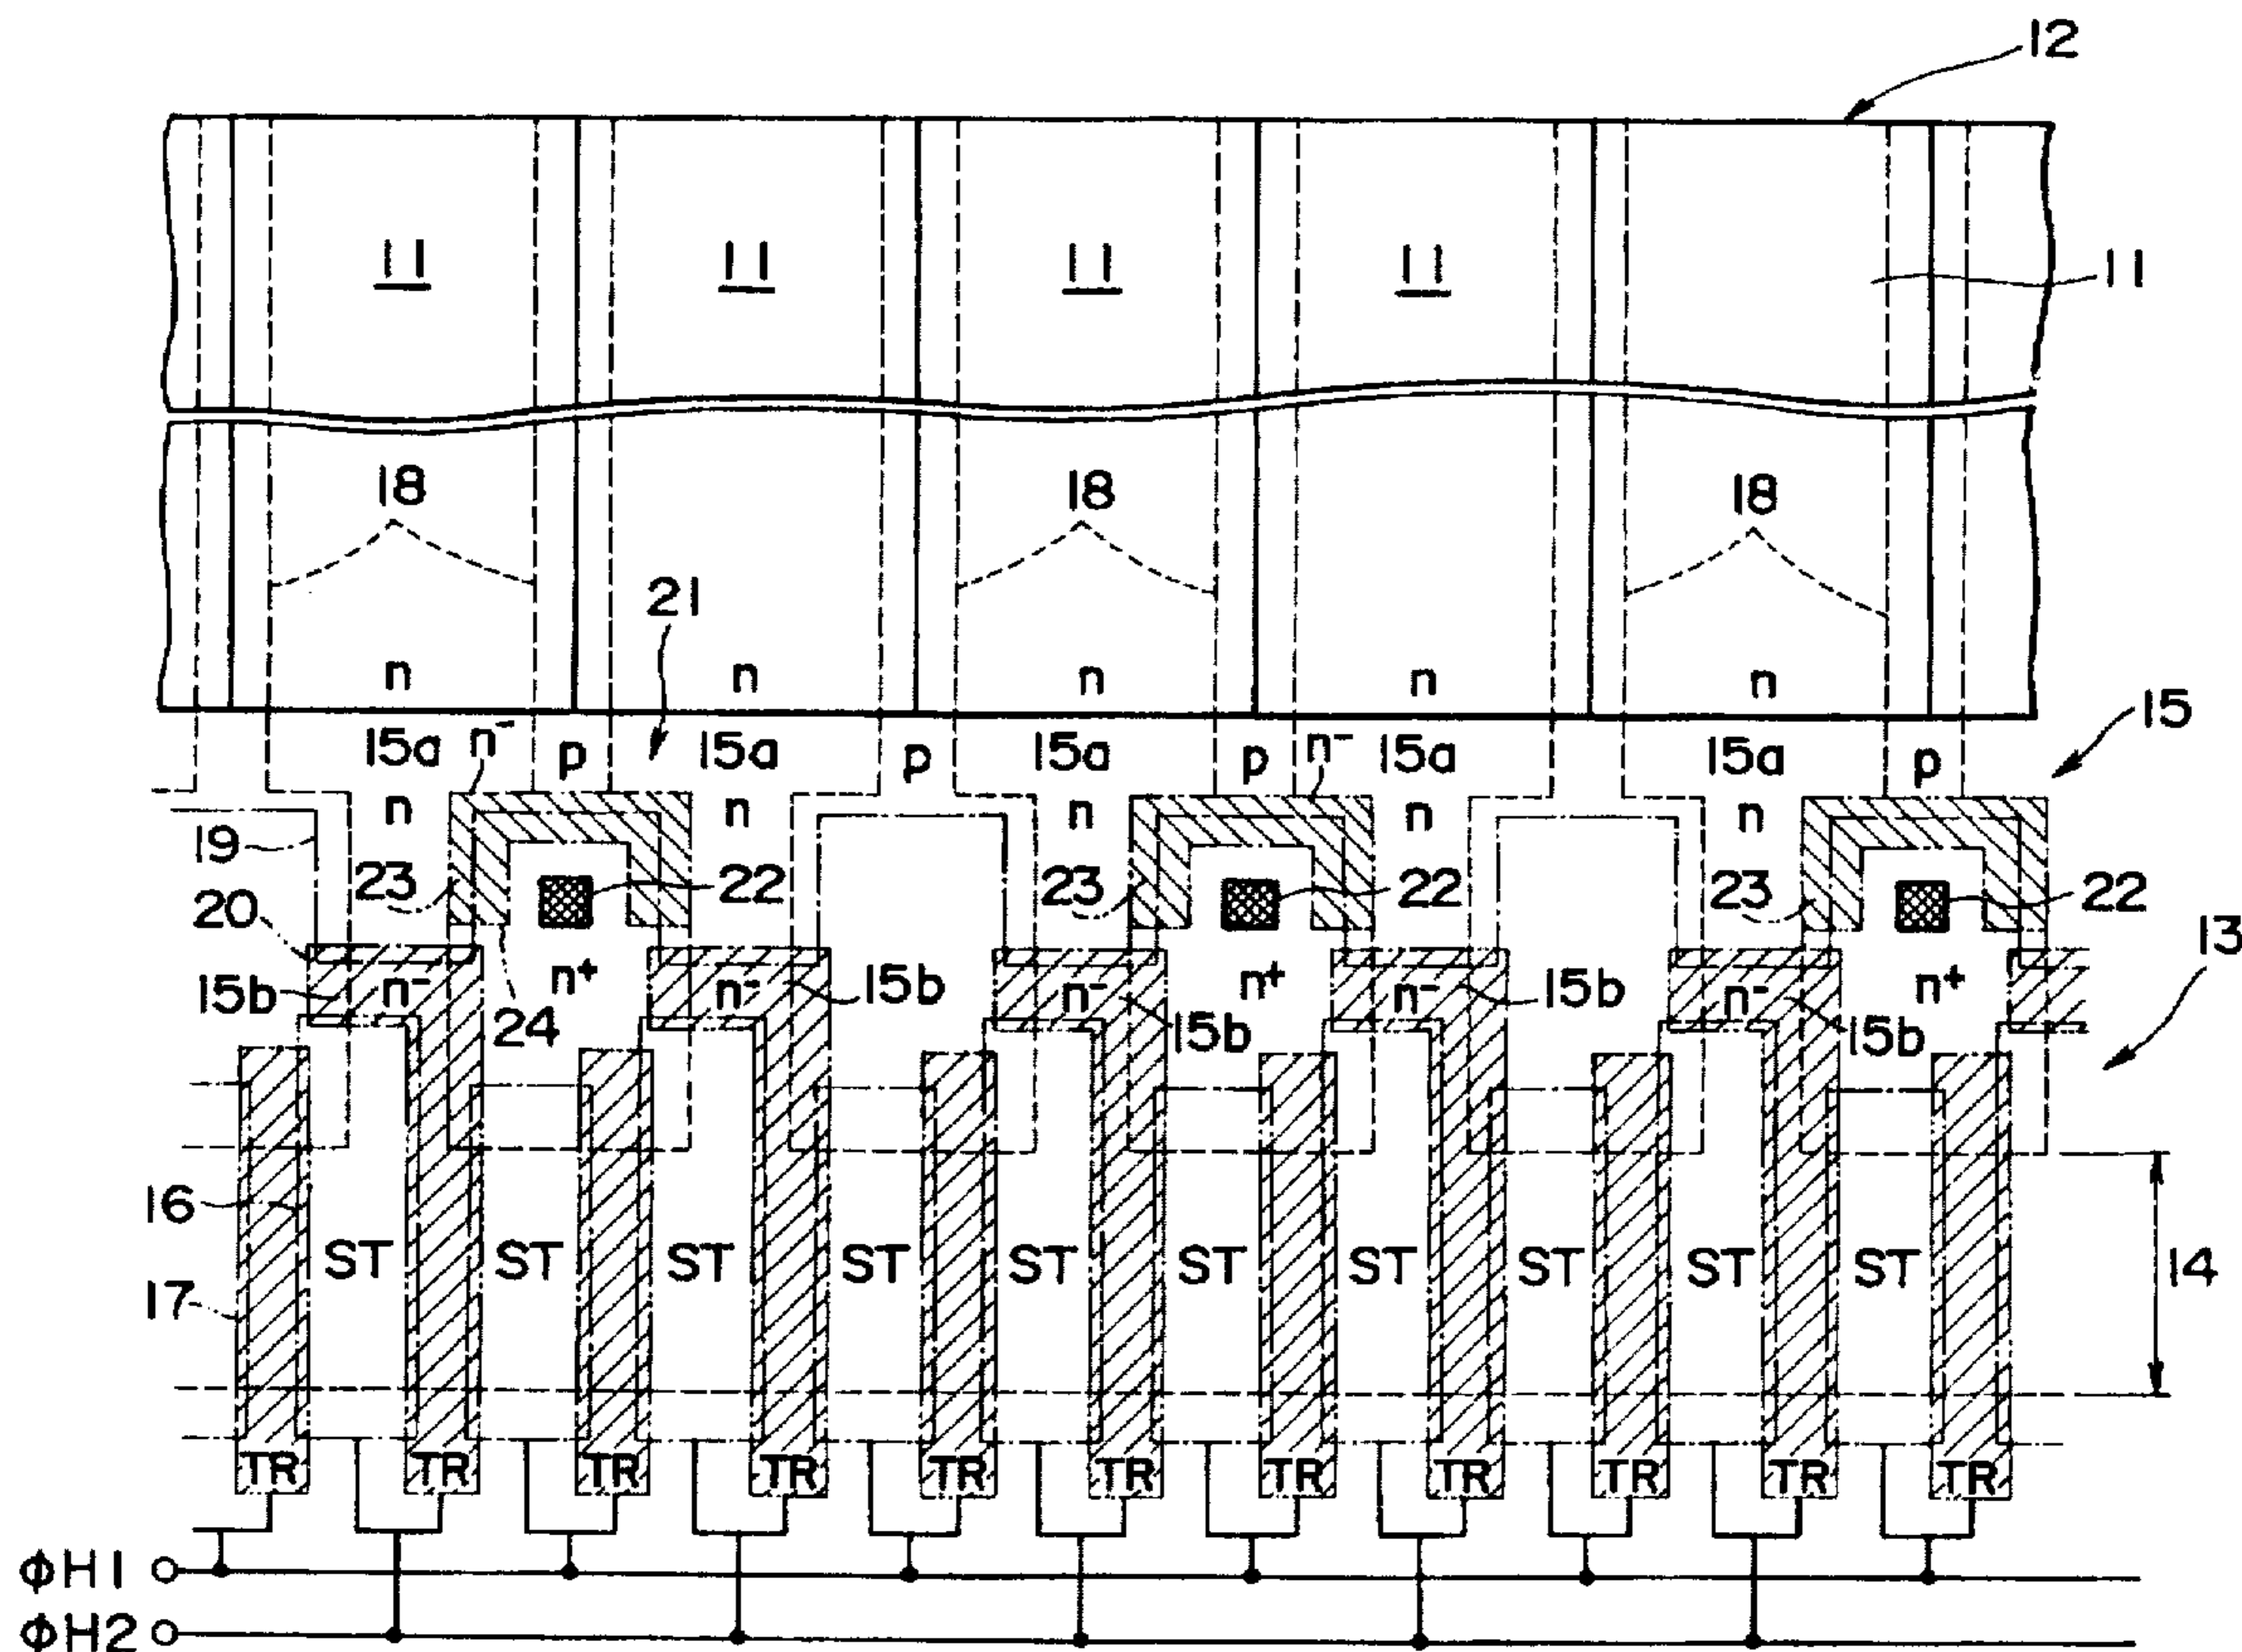 12
11 11 11 11 11
18 18 18
21
n n n n n
15
15a n⁻ p 15a p 15a p n⁻ 15a 15a p
n n n n n
19
23 22 23 22 23 22
20
13
15b n⁻ n⁺ n⁻ 15b n⁻ n⁺ n⁻ 15b n⁻ n⁺
24 15b 15b
16
ST ST ST ST ST ST ST ST ST ST
14
17
TR TR TR TR TR TR TR TR TR TR TR
ΦH1
ΦH2